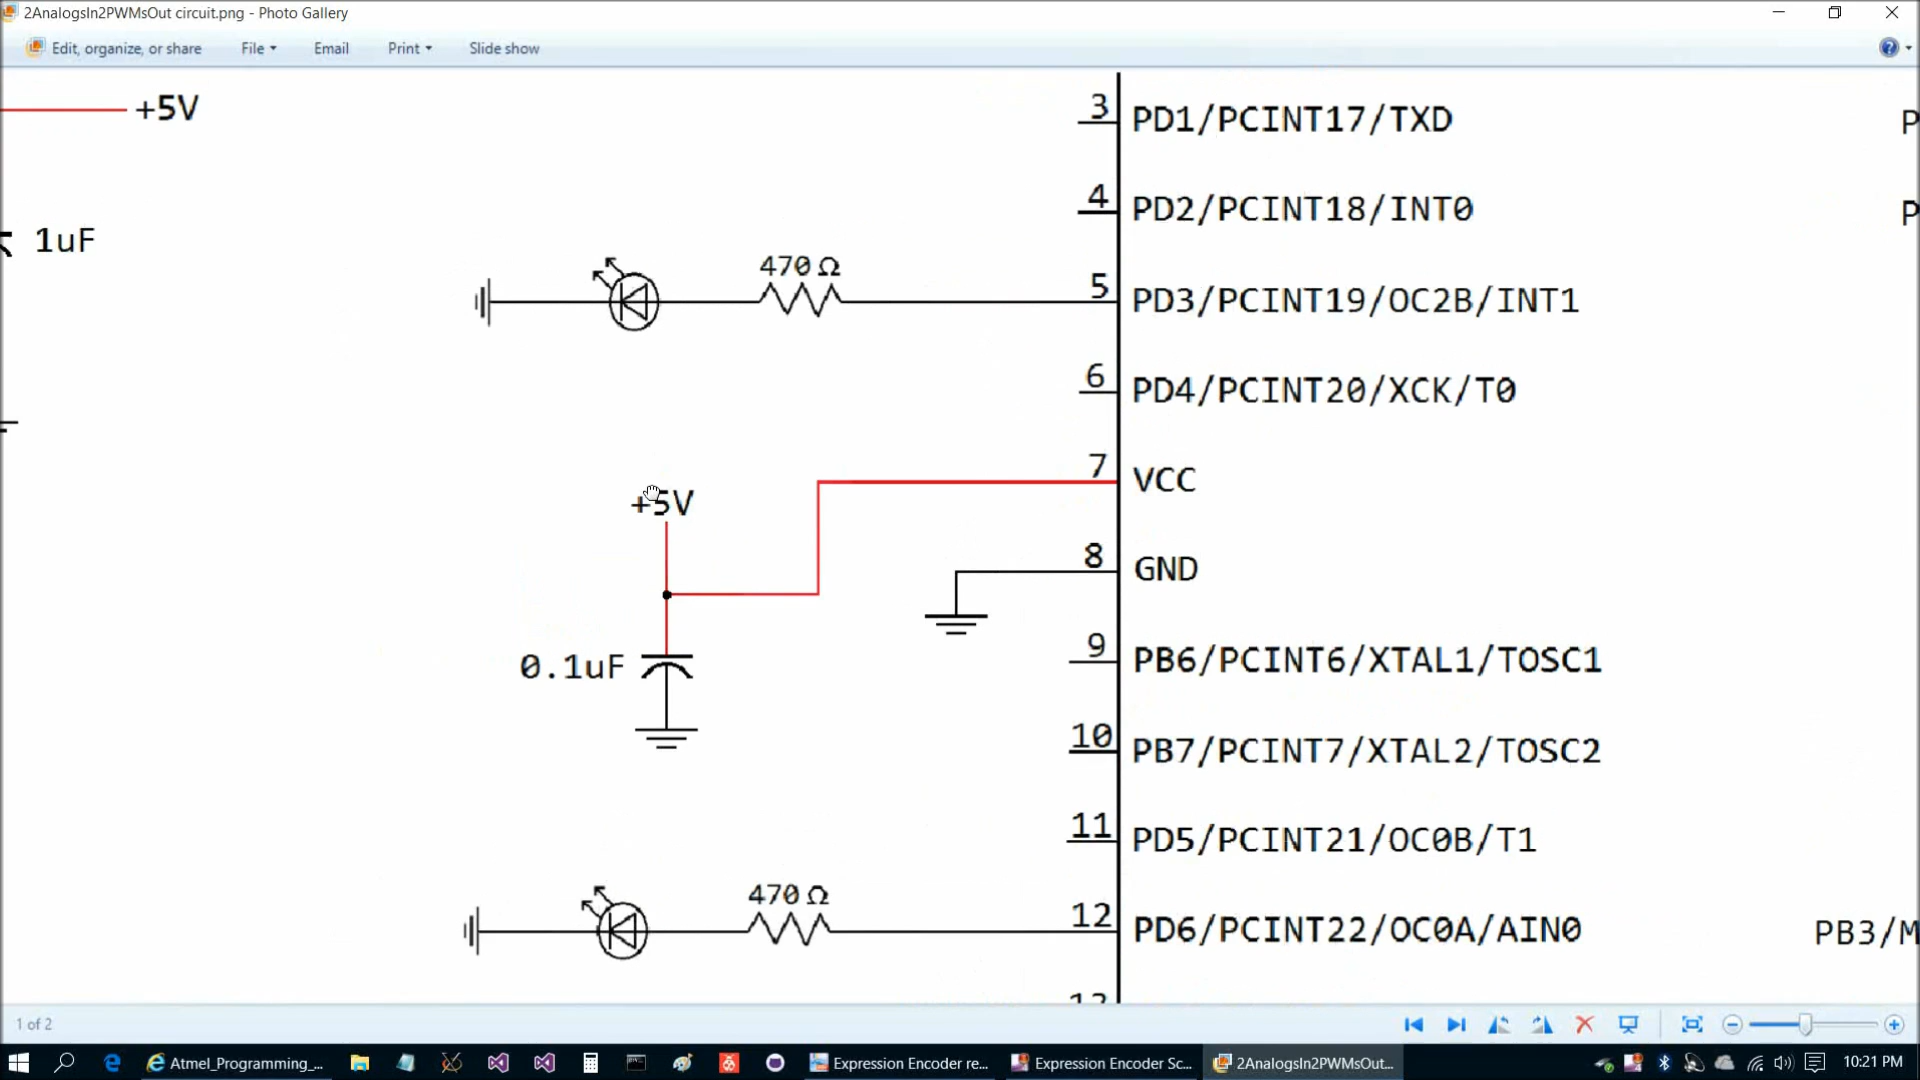 2AnalogsIn2PWMsOut circuit.png - Photo Gallery
Edit, organize, or share File Email Print Slide show
+5V
1uF
3 PD1/PCINT17/TXD
4 PD2/PCINT18/INT0
470 Ω
5 PD3/PCINT19/OC2B/INT1
6 PD4/PCINT20/XCK/T0
7 VCC
+5V
8 GND
0.1uF
9 PB6/PCINT6/XTAL1/TOSC1
10 PB7/PCINT7/XTAL2/TOSC2
11 PD5/PCINT21/OC0B/T1
470 Ω
12 PD6/PCINT22/OC0A/AIN0
PB3/M
1 of 2
Atmel_Programming_... Expression Encoder re... Expression Encoder Sc... 2AnalogsIn2PWMsOut... 10:21 PM